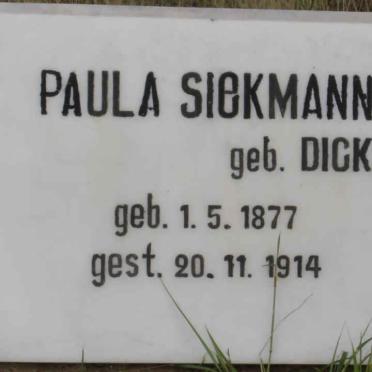 PAULA SIEKMANN
geb. DICK
geb. 1. 5. 1877
gest. 20. 11. 1914